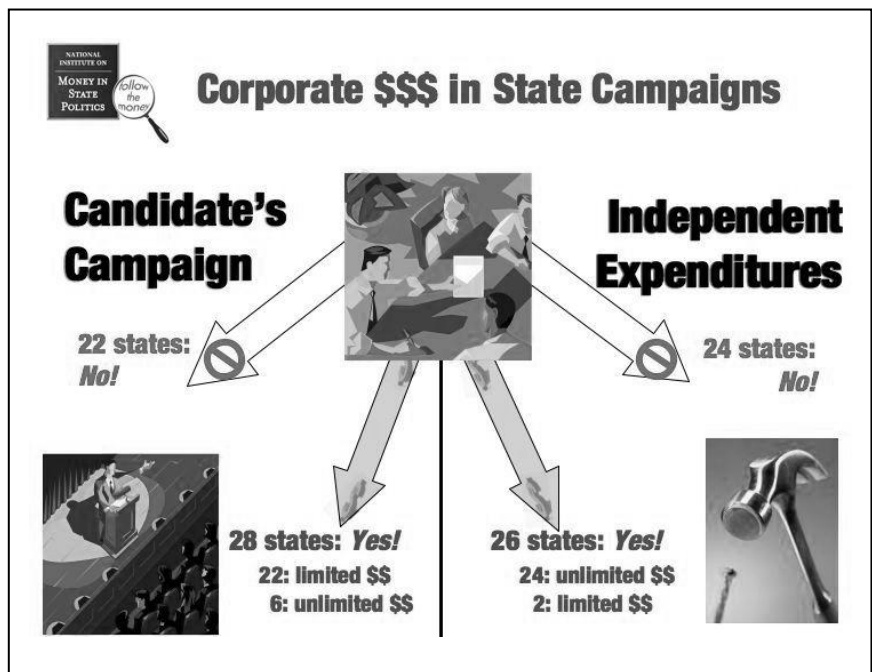 NATIONAL
INSTITUTE ON
MONEY IN
STATE
POLITICS
follow
the
money
Corporate $$$ in State Campaigns
Candidate's
Campaign
Independent
Expenditures
22 states:
No!
24 states:
No!
28 states: Yes!
22: limited $$
6: unlimited $$
26 states: Yes!
24: unlimited $$
2: limited $$